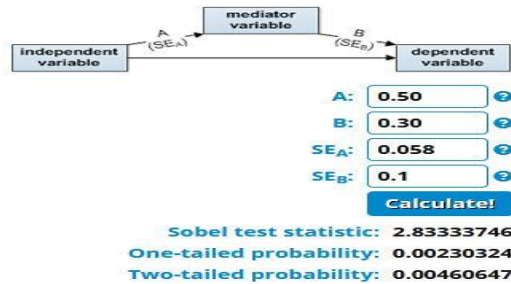 mediator
variable
A
(SEA)
B
(SEB)
independent
variable
dependent
variable
A: 0.50 ?
B: 0.30 ?
SEA: 0.058 ?
SEB: 0.1 ?
Calculate!
Sobel test statistic: 2.83333746
One-tailed probability: 0.00230324
Two-tailed probability: 0.00460647